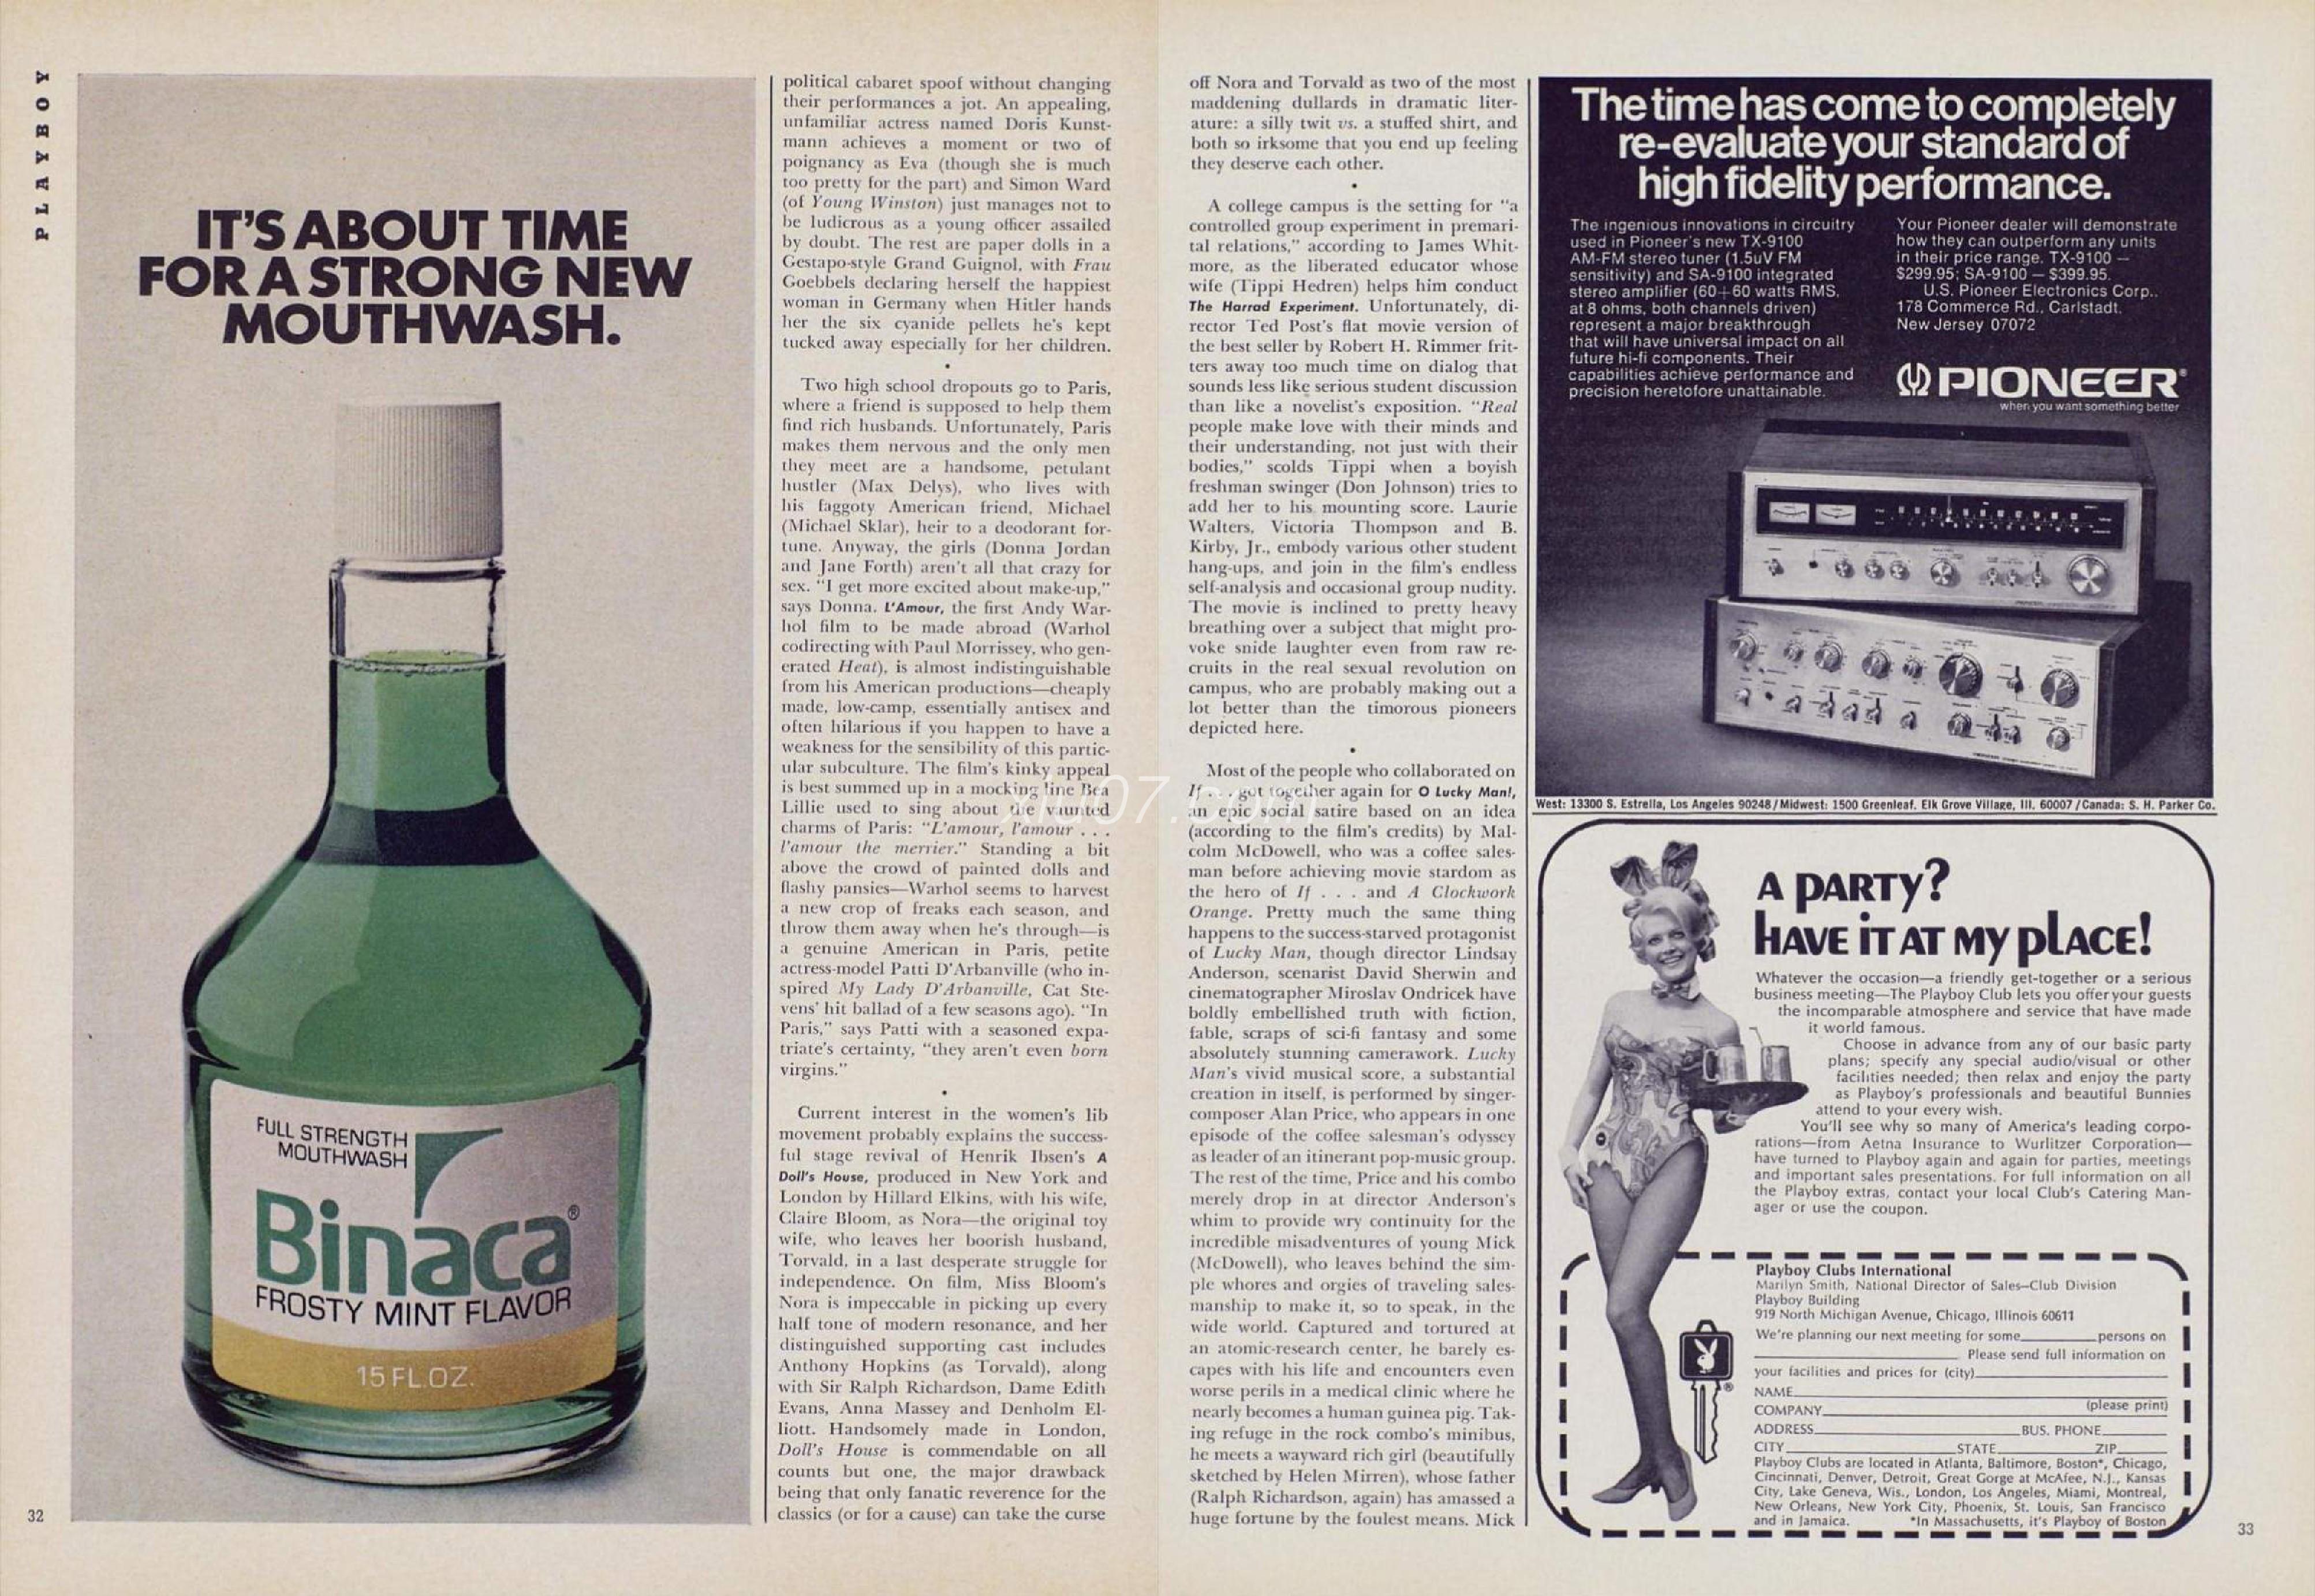 PLAYBOY
IT'S ABOUT TIME
FOR A STRONG NEW
MOUTHWASH.
FULL STRENGTH
MOUTHWASH
Binaca®
FROSTY MINT FLAVOR
15 FL.OZ.
32
political cabaret spoof without changing
their performances a jot. An appealing,
unfamiliar actress named Doris Kunst-
mann achieves a moment or two of
poignancy as Eva (though she is much
too pretty for the part) and Simon Ward
(of Young Winston) just manages not to
be ludicrous as a young officer assailed
by doubt. The rest are paper dolls in a
Gestapo-style Grand Guignol, with Frau
Goebbels declaring herself the happiest
woman in Germany when Hitler hands
her the six cyanide pellets he's kept
tucked away especially for her children.
•
Two high school dropouts go to Paris,
where a friend is supposed to help them
find rich husbands. Unfortunately, Paris
makes them nervous and the only men
they meet are a handsome, petulant
hustler (Max Delys), who lives with
his faggoty American friend, Michael
(Michael Sklar), heir to a deodorant for-
tune. Anyway, the girls (Donna Jordan
and Jane Forth) aren't all that crazy for
sex. "I get more excited about make-up,"
says Donna. L'Amour, the first Andy War-
hol film to be made abroad (Warhol
codirecting with Paul Morrissey, who gen-
erated Heat), is almost indistinguishable
from his American productions—cheaply
made, low-camp, essentially antisex and
often hilarious if you happen to have a
weakness for the sensibility of this partic-
ular subculture. The film's kinky appeal
is best summed up in a mocking line Bea
Lillie used to sing about the vaunted
charms of Paris: "L'amour, l'amour . . .
l'amour the merrier." Standing a bit
above the crowd of painted dolls and
flashy pansies—Warhol seems to harvest
a new crop of freaks each season, and
throw them away when he's through—is
a genuine American in Paris, petite
actress-model Patti D'Arbanville (who in-
spired My Lady D'Arbanville, Cat Ste-
vens' hit ballad of a few seasons ago). "In
Paris," says Patti with a seasoned expa-
triate's certainty, "they aren't even born
virgins."
•
Current interest in the women's lib
movement probably explains the success-
ful stage revival of Henrik Ibsen's A
Doll's House, produced in New York and
London by Hillard Elkins, with his wife,
Claire Bloom, as Nora—the original toy
wife, who leaves her boorish husband,
Torvald, in a last desperate struggle for
independence. On film, Miss Bloom's
Nora is impeccable in picking up every
half tone of modern resonance, and her
distinguished supporting cast includes
Anthony Hopkins (as Torvald), along
with Sir Ralph Richardson, Dame Edith
Evans, Anna Massey and Denholm El-
liott. Handsomely made in London,
Doll's House is commendable on all
counts but one, the major drawback
being that only fanatic reverence for the
classics (or for a cause) can take the curse
off Nora and Torvald as two of the most
maddening dullards in dramatic liter-
ature: a silly twit vs. a stuffed shirt, and
both so irksome that you end up feeling
they deserve each other.
•
A college campus is the setting for "a
controlled group experiment in premari-
tal relations," according to James Whit-
more, as the liberated educator whose
wife (Tippi Hedren) helps him conduct
The Harrad Experiment. Unfortunately, di-
rector Ted Post's flat movie version of
the best seller by Robert H. Rimmer frit-
ters away too much time on dialog that
sounds less like serious student discussion
than like a novelist's exposition. "Real
people make love with their minds and
their understanding, not just with their
bodies," scolds Tippi when a boyish
freshman swinger (Don Johnson) tries to
add her to his mounting score. Laurie
Walters, Victoria Thompson and B.
Kirby, Jr., embody various other student
hang-ups, and join in the film's endless
self-analysis and occasional group nudity.
The movie is inclined to pretty heavy
breathing over a subject that might pro-
voke snide laughter even from raw re-
cruits in the real sexual revolution on
campus, who are probably making out a
lot better than the timorous pioneers
depicted here.
•
Most of the people who collaborated on
If . . . got together again for O Lucky Man!,
an epic social satire based on an idea
(according to the film's credits) by Mal-
colm McDowell, who was a coffee sales-
man before achieving movie stardom as
the hero of If . . . and A Clockwork
Orange. Pretty much the same thing
happens to the success-starved protagonist
of Lucky Man, though director Lindsay
Anderson, scenarist David Sherwin and
cinematographer Miroslav Ondricek have
boldly embellished truth with fiction,
fable, scraps of sci-fi fantasy and some
absolutely stunning camerawork. Lucky
Man's vivid musical score, a substantial
creation in itself, is performed by singer-
composer Alan Price, who appears in one
episode of the coffee salesman's odyssey
as leader of an itinerant pop-music group.
The rest of the time, Price and his combo
merely drop in at director Anderson's
whim to provide wry continuity for the
incredible misadventures of young Mick
(McDowell), who leaves behind the sim-
ple whores and orgies of traveling sales-
manship to make it, so to speak, in the
wide world. Captured and tortured at
an atomic-research center, he barely es-
capes with his life and encounters even
worse perils in a medical clinic where he
nearly becomes a human guinea pig. Tak-
ing refuge in the rock combo's minibus,
he meets a wayward rich girl (beautifully
sketched by Helen Mirren), whose father
(Ralph Richardson, again) has amassed a
huge fortune by the foulest means. Mick
The time has come to completely
re-evaluate your standard of
high fidelity performance.
The ingenious innovations in circuitry
used in Pioneer's new TX-9100
AM-FM stereo tuner (1.5uV FM
sensitivity) and SA-9100 integrated
stereo amplifier (60+60 watts RMS,
at 8 ohms, both channels driven)
represent a major breakthrough
that will have universal impact on all
future hi-fi components. Their
capabilities achieve performance and
precision heretofore unattainable.
Your Pioneer dealer will demonstrate
how they can outperform any units
in their price range. TX-9100 —
$299.95; SA-9100 — $399.95.
U.S. Pioneer Electronics Corp.,
178 Commerce Rd., Carlstadt,
New Jersey 07072
PIONEER®
when you want something better
West: 13300 S. Estrella, Los Angeles 90248 / Midwest: 1500 Greenleaf, Elk Grove Village, Ill. 60007 / Canada: S. H. Parker Co.
A PARTY?
HAVE IT AT MY PLACE!
Whatever the occasion—a friendly get-together or a serious
business meeting—The Playboy Club lets you offer your guests
the incomparable atmosphere and service that have made
it world famous.
Choose in advance from any of our basic party
plans; specify any special audio/visual or other
facilities needed; then relax and enjoy the party
as Playboy's professionals and beautiful Bunnies
attend to your every wish.
You'll see why so many of America's leading corpo-
rations—from Aetna Insurance to Wurlitzer Corporation—
have turned to Playboy again and again for parties, meetings
and important sales presentations. For full information on all
the Playboy extras, contact your local Club's Catering Man-
ager or use the coupon.
Playboy Clubs International
Marilyn Smith, National Director of Sales—Club Division
Playboy Building
919 North Michigan Avenue, Chicago, Illinois 60611
We're planning our next meeting for some_____persons on
_____ Please send full information on
your facilities and prices for (city)_____
NAME_____
(please print)
COMPANY_____
ADDRESS_____BUS. PHONE_____
CITY_____STATE_____ZIP_____
Playboy Clubs are located in Atlanta, Baltimore, Boston*, Chicago,
Cincinnati, Denver, Detroit, Great Gorge at McAfee, N.J., Kansas
City, Lake Geneva, Wis., London, Los Angeles, Miami, Montreal,
New Orleans, New York City, Phoenix, St. Louis, San Francisco
and in Jamaica. *In Massachusetts, it's Playboy of Boston
®
33